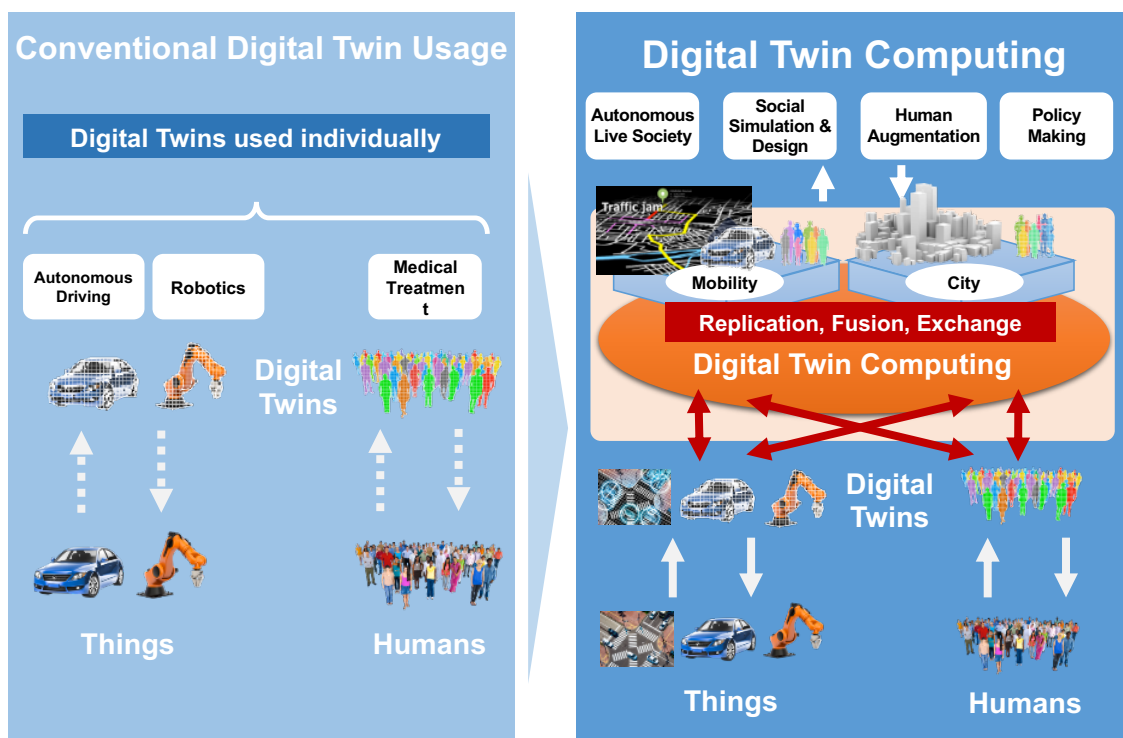 Conventional Digital Twin Usage
Digital Twins used individually
Autonomous
Driving
Robotics
Medical
Treatmen
t
Digital
Twins
Things
Humans
Digital Twin Computing
Autonomous
Live Society
Social
Simulation &
Design
Human
Augmentation
Policy
Making
Traffic Jam
Mobility
City
Replication, Fusion, Exchange
Digital Twin Computing
Digital
Twins
Things
Humans